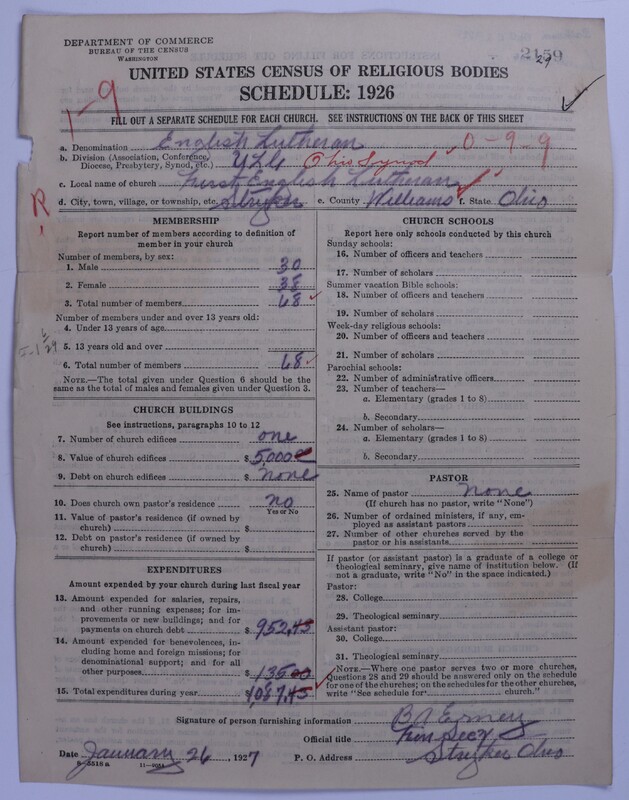 DEPARTMENT OF COMMERCE
BUREAU OF THE CENSUS
WASHINGTON
2159
29
UNITED STATES CENSUS OF RELIGIOUS BODIES
SCHEDULE: 1926
1-9
FILL OUT A SEPARATE SCHEDULE FOR EACH CHURCH. SEE INSTRUCTIONS ON THE BACK OF THIS SHEET
a. Denomination English Lutheran 0-9-9
b. Division (Association, Conference, Diocese, Presbytery, Synod, etc.) ULC Ohio Synod
c. Local name of church First English Lutheran
R
d. City, town, village, or township, etc. Stryker e. County Williams f. State Ohio
MEMBERSHIP
Report number of members according to definition of member in your church
Number of members, by sex:
1. Male 30
2. Female 38
3. Total number of members 68
Number of members under and over 13 years old:
4. Under 13 years of age
5. 13 years old and over
6. Total number of members 68
NOTE.—The total given under Question 6 should be the same as the total of males and females given under Question 3.
CHURCH BUILDINGS
See instructions, paragraphs 10 to 12
7. Number of church edifices one
8. Value of church edifices $ 5,000
9. Debt on church edifices $ none
10. Does church own pastor's residence no
Yes or No
11. Value of pastor's residence (if owned by church) $
12. Debt on pastor's residence (if owned by church) $
EXPENDITURES
Amount expended by your church during last fiscal year
13. Amount expended for salaries, repairs, and other running expenses; for improvements or new buildings; and for payments on church debt $ 952.45
14. Amount expended for benevolences, including home and foreign missions; for denominational support; and for all other purposes $ 135.00
15. Total expenditures during year $ 1087.45
CHURCH SCHOOLS
Report here only schools conducted by this church
Sunday schools:
16. Number of officers and teachers
17. Number of scholars
Summer vacation Bible schools:
18. Number of officers and teachers
19. Number of scholars
Week-day religious schools:
20. Number of officers and teachers
21. Number of scholars
Parochial schools:
22. Number of administrative officers
23. Number of teachers—
a. Elementary (grades 1 to 8)
b. Secondary
24. Number of scholars—
a. Elementary (grades 1 to 8)
b. Secondary
PASTOR
25. Name of pastor none
(If church has no pastor, write "None")
26. Number of ordained ministers, if any, employed as assistant pastors
27. Number of other churches served by the pastor or his assistants
If pastor (or assistant pastor) is a graduate of a college or theological seminary, give name of institution below. (If not a graduate, write "No" in the space indicated.)
Pastor:
28. College
29. Theological seminary
Assistant pastor:
30. College
31. Theological seminary
NOTE.—Where one pastor serves two or more churches, Questions 28 and 29 should be answered only on the schedule for one of the churches; on the schedules for the other churches, write "See schedule for church."
Signature of person furnishing information
Official title Fin Secy
Date January 26, 1927 P. O. Address Stryker Ohio
8-5518a 11-9054